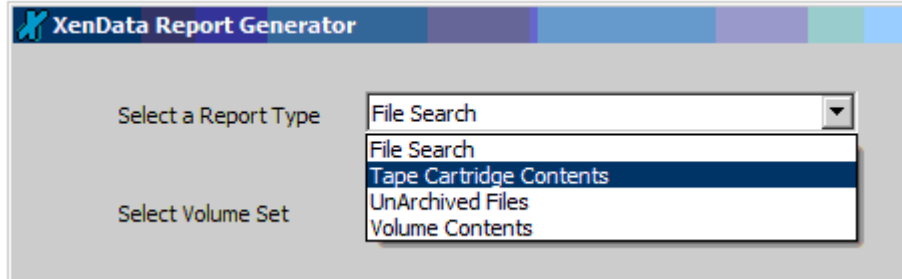 XenData Report Generator
Select a Report Type
File Search
File Search
Tape Cartridge Contents
UnArchived Files
Select Volume Set
Volume Contents